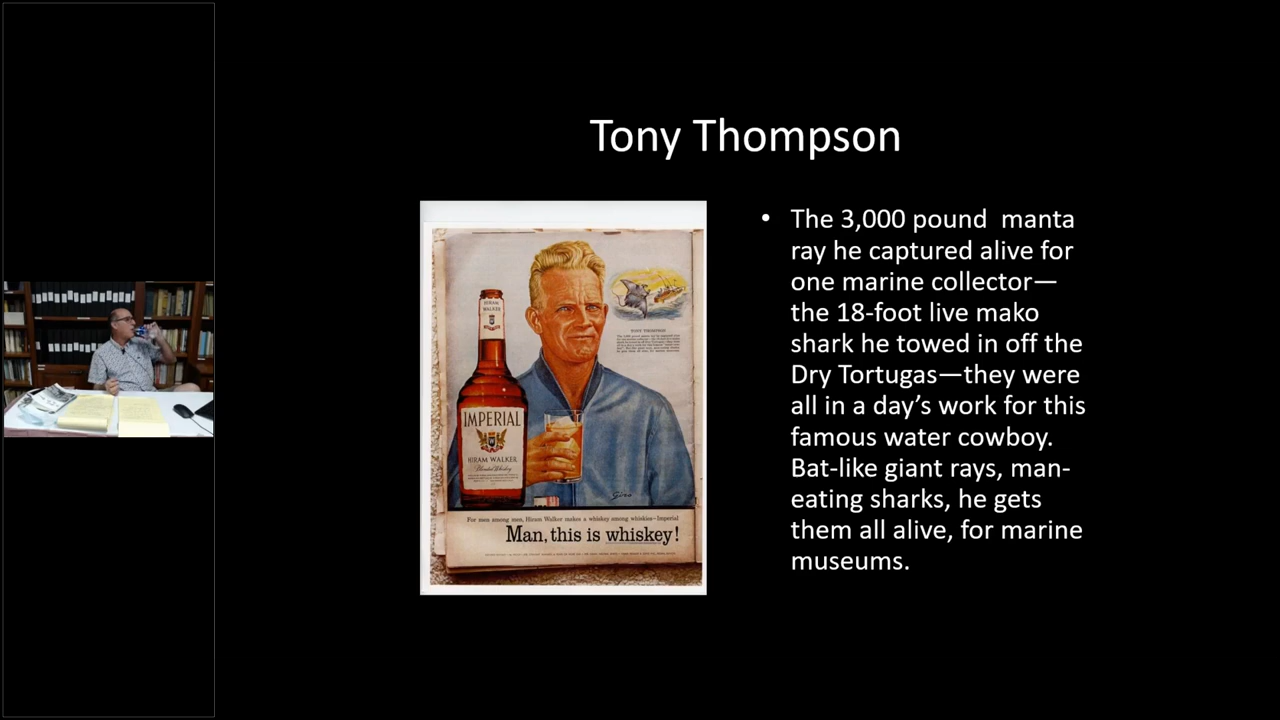 Tony Thompson
HIRAM
WALKER
TONY THOMPSON
IMPERIAL
HIRAM WALKER
Blended Whiskey
For men among men, Hiram Walker makes a whiskey among whiskies—Imperial
Man, this is whiskey!
• The 3,000 pound  manta
ray he captured alive for
one marine collector—
the 18-foot live mako
shark he towed in off the
Dry Tortugas—they were
all in a day’s work for this
famous water cowboy.
Bat-like giant rays, man-
eating sharks, he gets
them all alive, for marine
museums.